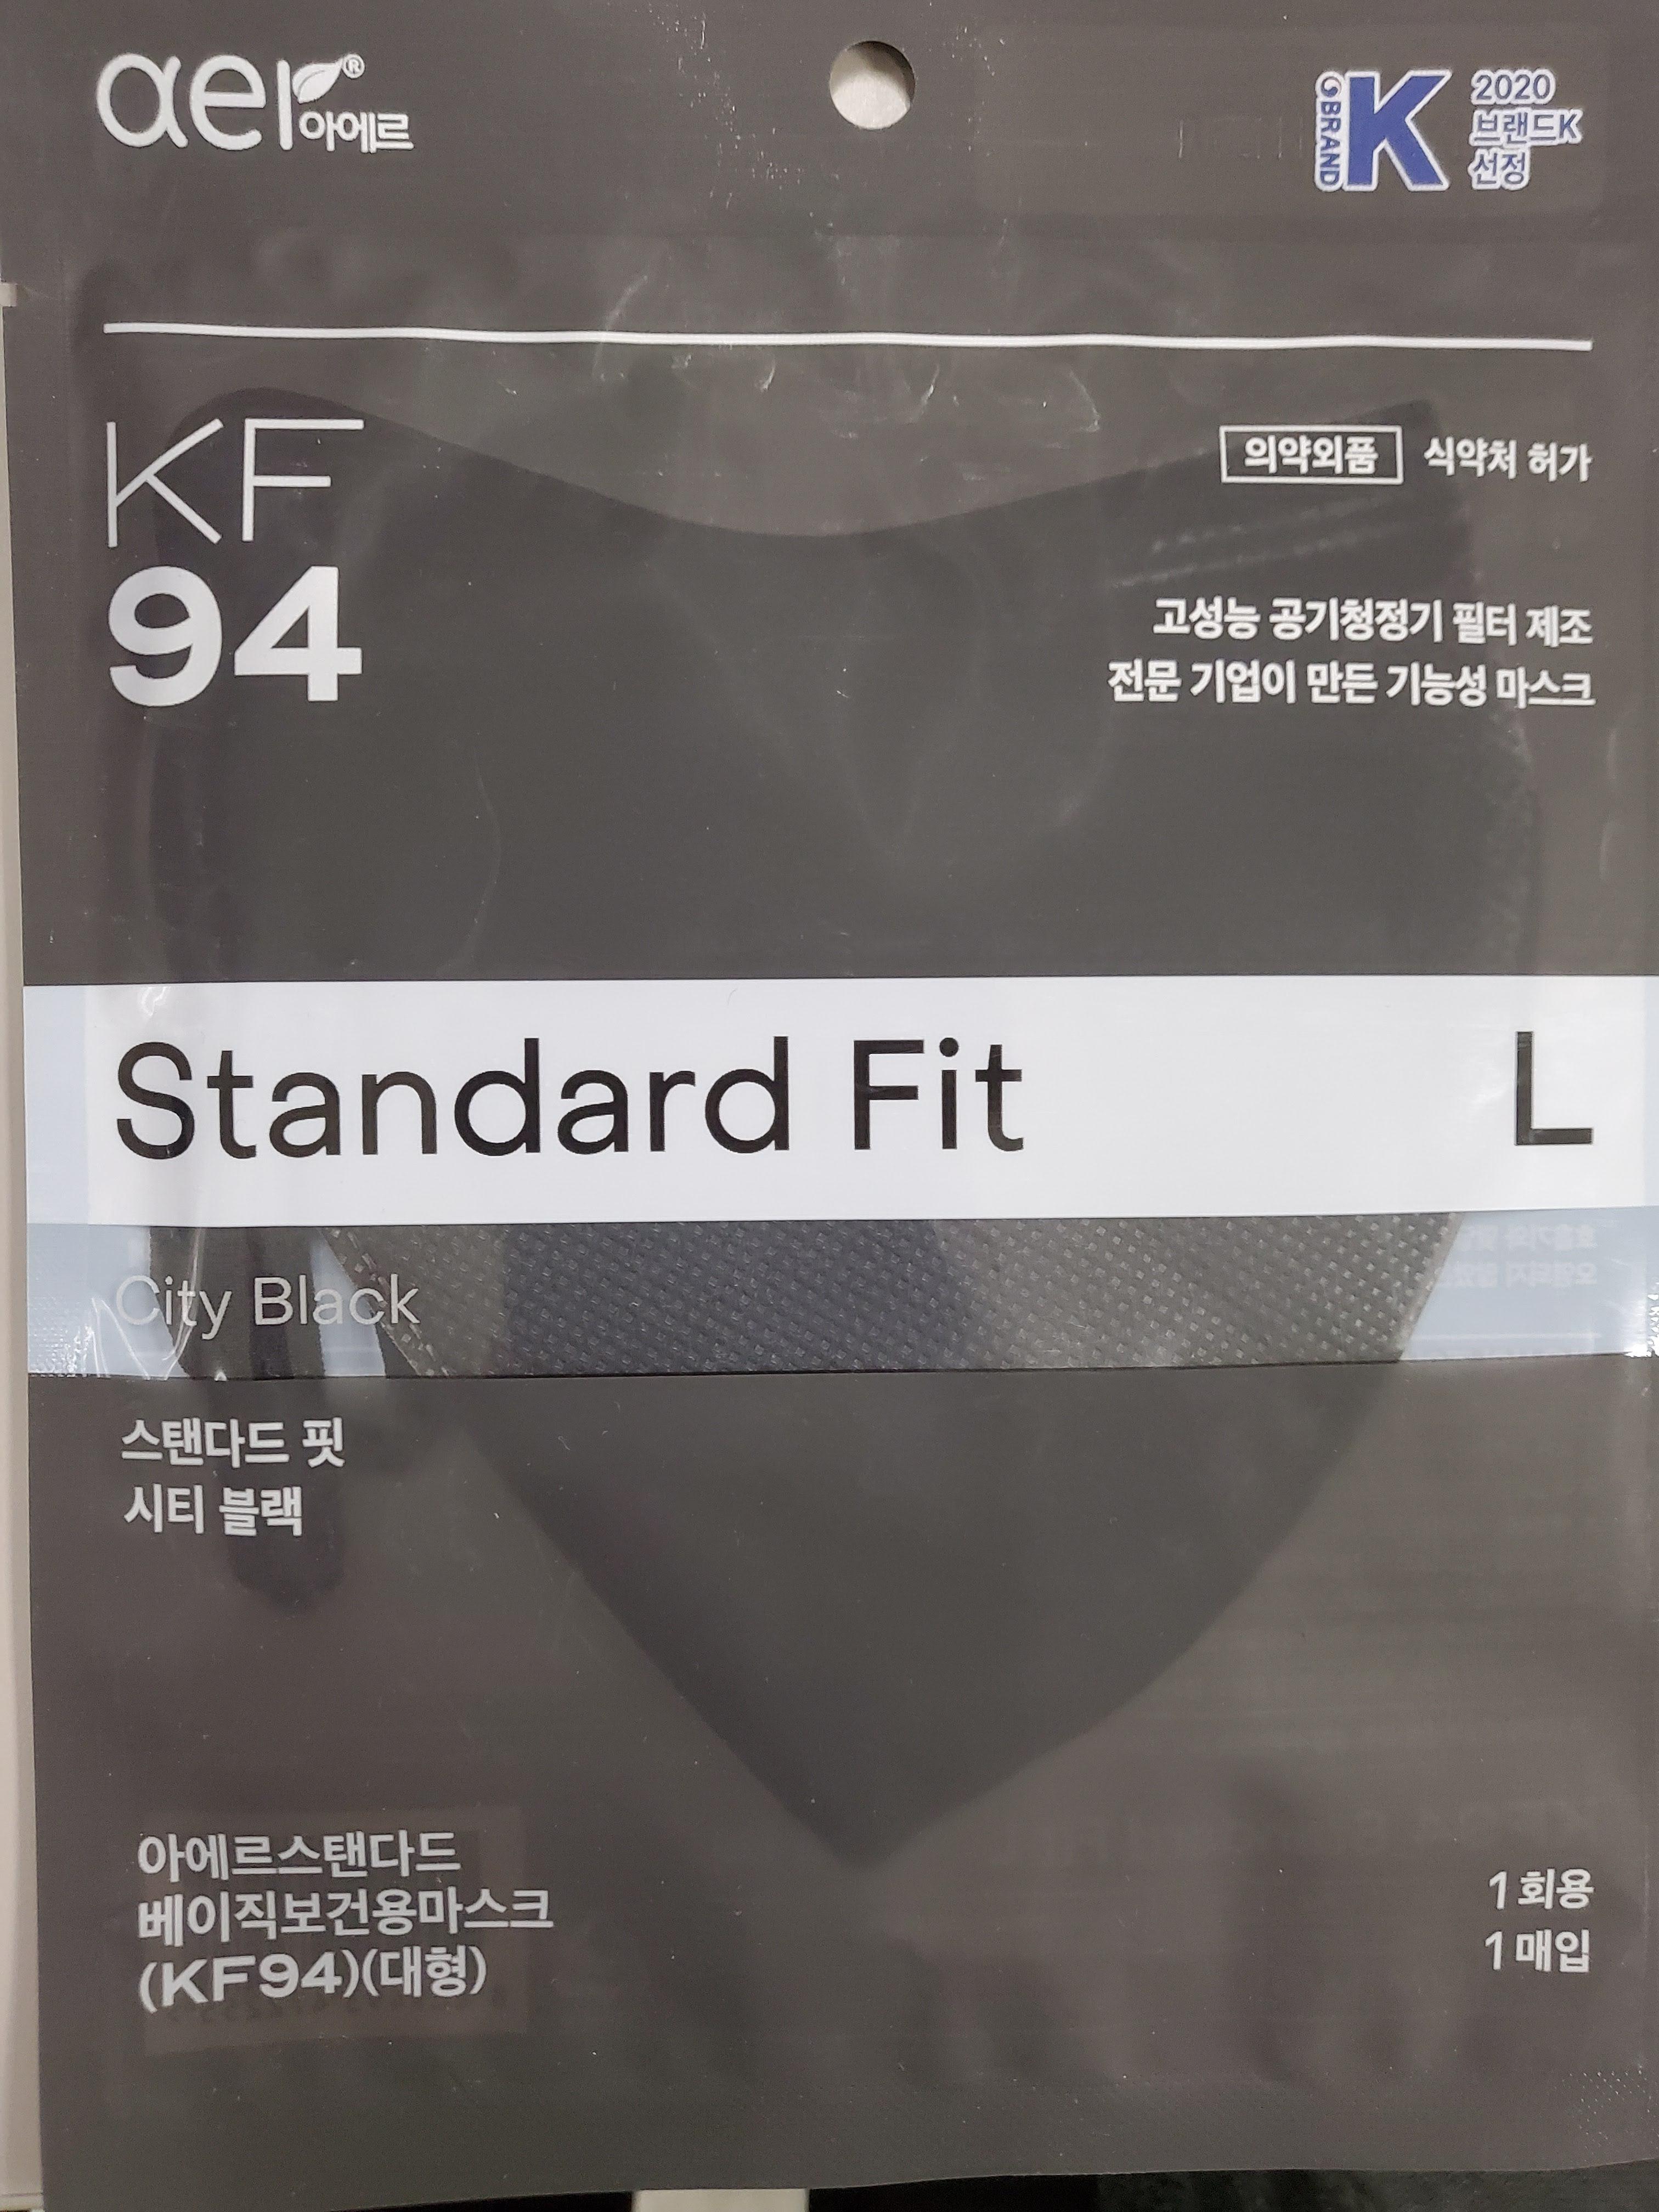 aer®
아에르
BRAND K
2020
브랜드K
선정
KF
94
의약외품 식약처 허가
고성능 공기청정기 필터 제조
전문 기업이 만든 기능성 마스크
Standard Fit L
City Black
스탠다드 핏
시티 블랙
아에르스탠다드
베이직보건용마스크
(KF94)(대형)
1회용
1매입